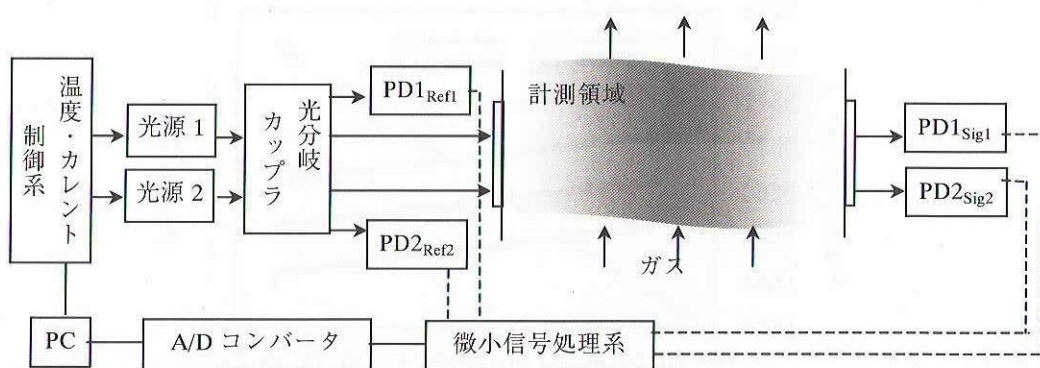 温度・カレント
制御系
光源 1
光源 2
光分岐
カップラ
PD1Ref1
PD2Ref2
計測領域
ガス
PD1Sig1
PD2Sig2
PC
A/D コンバータ
微小信号処理系